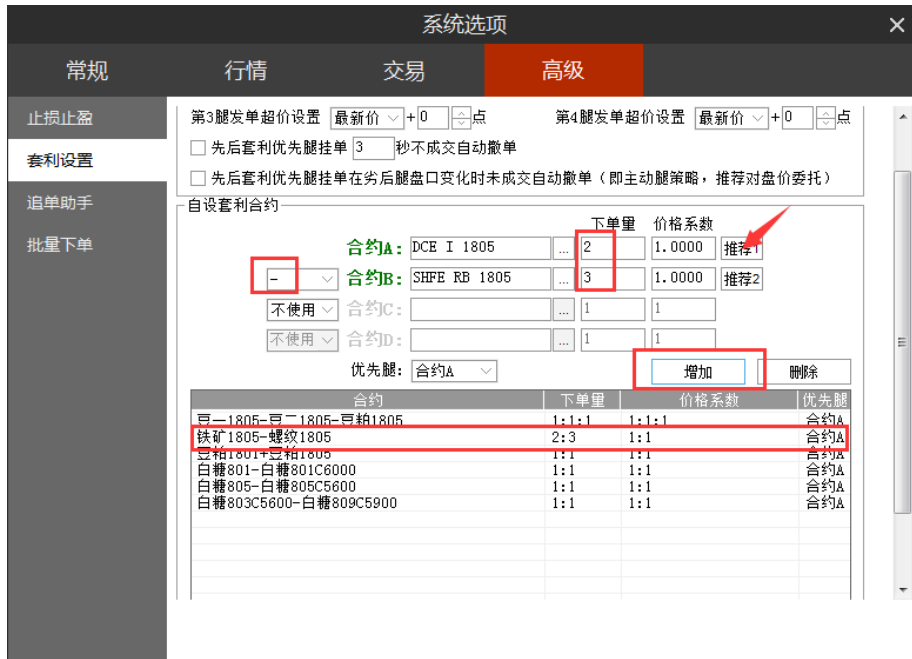 系统选项
常规 行情 交易 高级
止损止盈
套利设置
追单助手
批量下单
第3腿发单超价设置 最新价 +0 点 第4腿发单超价设置 最新价 +0 点
先后套利优先腿挂单 3 秒不成交自动撤单
先后套利优先腿挂单在劣后腿盘口变化时未成交自动撤单(即主动腿策略,推荐对盘价委托)
自设套利合约
下单量 价格系数
合约A: DCE I 1805 ... 2 1.0000 推荐1
- 合约B: SHFE RB 1805 ... 3 1.0000 推荐2
不使用 合约C: ... 1 1
不使用 合约D: ... 1 1
优先腿: 合约A 增加 删除
合约 下单量 价格系数 优先腿
豆一1805-豆二1805-豆粕1805 1:1:1 1:1:1 合约A
铁矿1805-螺纹1805 2:3 1:1 合约A
豆粕1801+豆粕1805 1:1 1:1 合约A
白糖801-白糖801C6000 1:1 1:1 合约A
白糖805-白糖805C5600 1:1 1:1 合约A
白糖803C5600-白糖809C5900 1:1 1:1 合约A